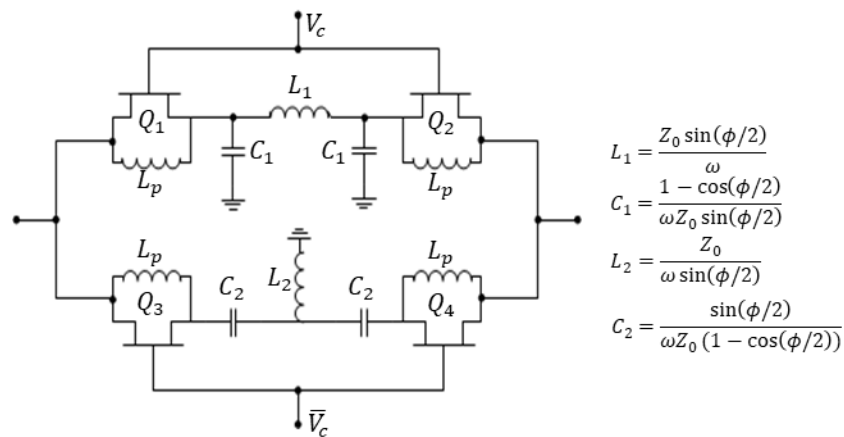 V_c
L_1
Q_1 Q_2
C_1 C_1
L_p L_p
L_1 = Z_0 sin(ϕ/2) / ω
C_1 = 1 − cos(ϕ/2) / ωZ_0 sin(ϕ/2)
L_2 = Z_0 / ω sin(ϕ/2)
C_2 = sin(ϕ/2) / ωZ_0 (1 − cos(ϕ/2))
L_p L_p
C_2 L_2 C_2
Q_3 Q_4
V̅_c